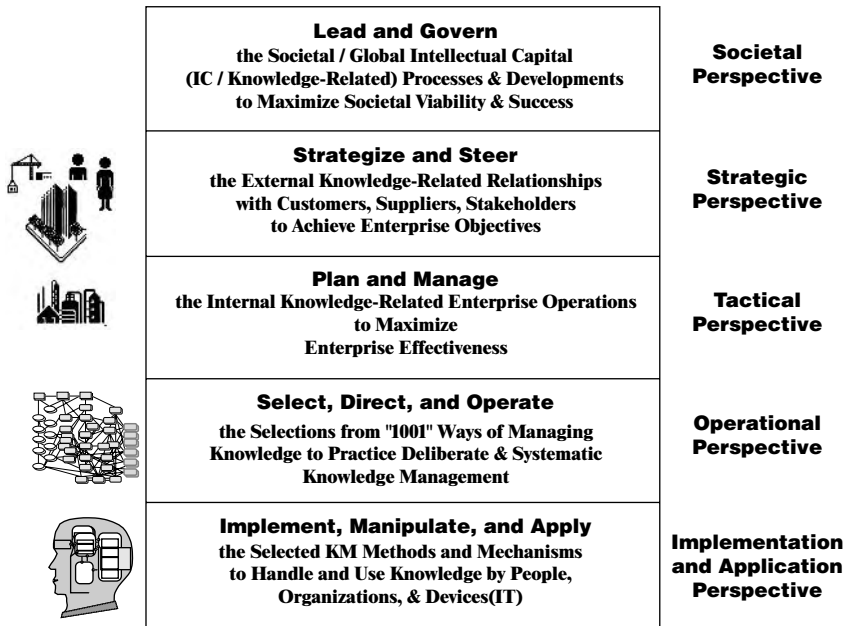 Lead and Govern
the Societal / Global Intellectual Capital
(IC / Knowledge-Related) Processes & Developments
to Maximize Societal Viability & Success
Societal
Perspective
Strategize and Steer
the External Knowledge-Related Relationships
with Customers, Suppliers, Stakeholders
to Achieve Enterprise Objectives
Strategic
Perspective
Plan and Manage
the Internal Knowledge-Related Enterprise Operations
to Maximize
Enterprise Effectiveness
Tactical
Perspective
Select, Direct, and Operate
the Selections from "1001" Ways of Managing
Knowledge to Practice Deliberate & Systematic
Knowledge Management
Operational
Perspective
Implement, Manipulate, and Apply
the Selected KM Methods and Mechanisms
to Handle and Use Knowledge by People,
Organizations, & Devices(IT)
Implementation
and Application
Perspective